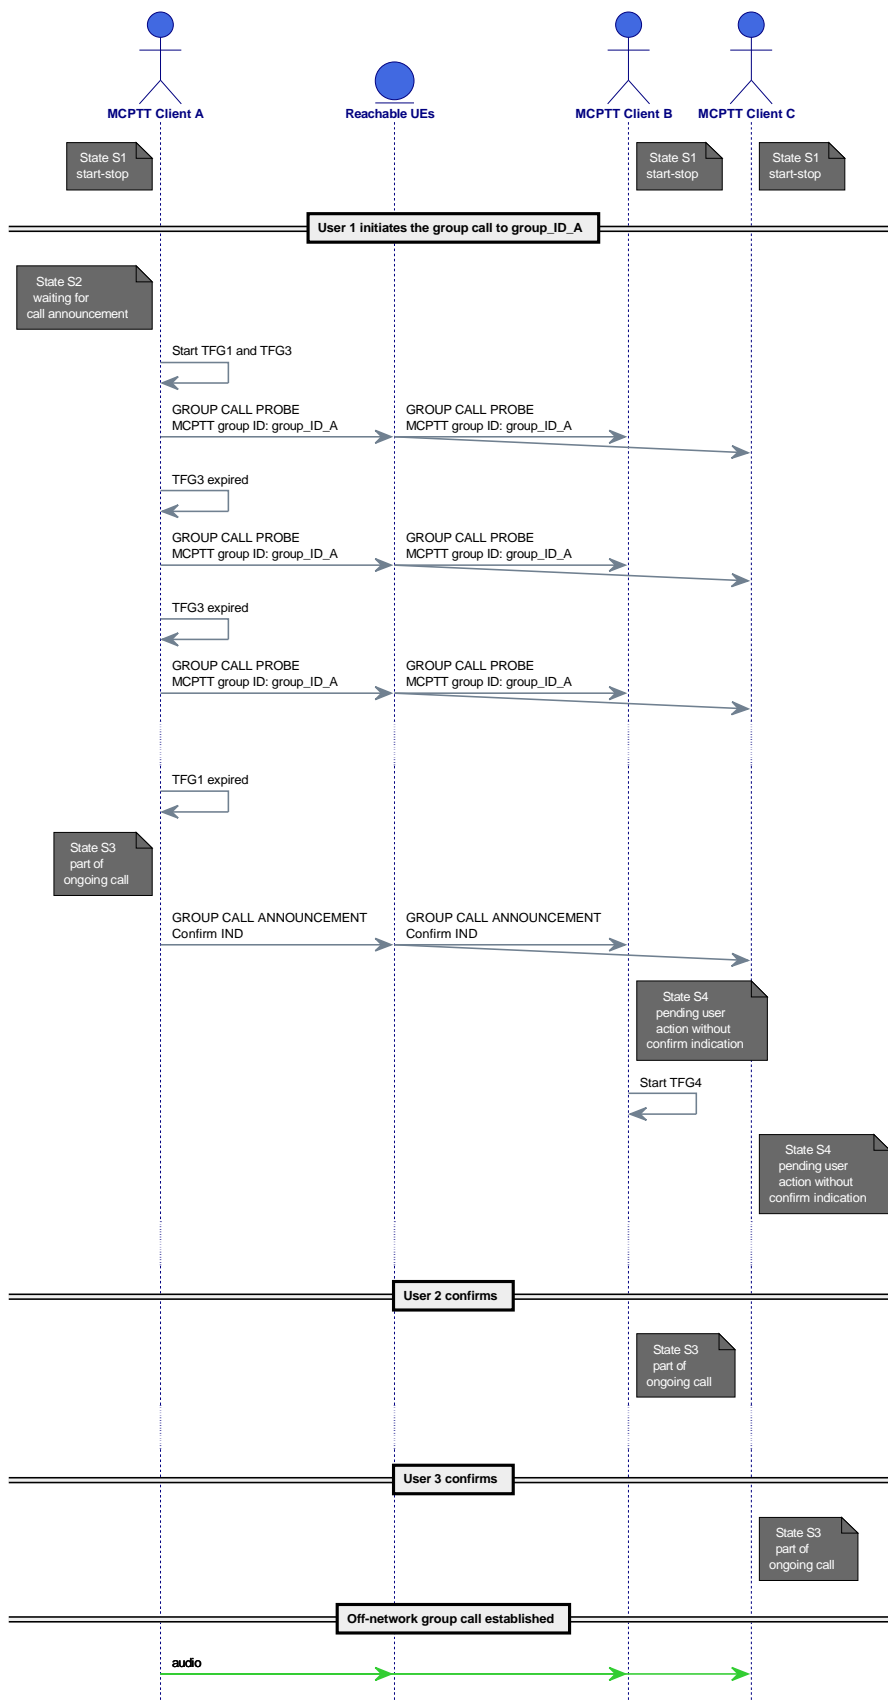 MCPTT Client A
Reachable UEs
MCPTT Client B
MCPTT Client C
State S1
start-stop
State S1
start-stop
State S1
start-stop
User 1 initiates the group call to group_ID_A
State S2
waiting for
call announcement
Start TFG1 and TFG3
GROUP CALL PROBE
MCPTT group ID: group_ID_A
GROUP CALL PROBE
MCPTT group ID: group_ID_A
TFG3 expired
GROUP CALL PROBE
MCPTT group ID: group_ID_A
GROUP CALL PROBE
MCPTT group ID: group_ID_A
TFG3 expired
GROUP CALL PROBE
MCPTT group ID: group_ID_A
GROUP CALL PROBE
MCPTT group ID: group_ID_A
TFG1 expired
State S3
part of
ongoing call
GROUP CALL ANNOUNCEMENT
Confirm IND
GROUP CALL ANNOUNCEMENT
Confirm IND
State S4
pending user
action without
confirm indication
Start TFG4
State S4
pending user
action without
confirm indication
User 2 confirms
State S3
part of
ongoing call
User 3 confirms
State S3
part of
ongoing call
Off-network group call established
audio